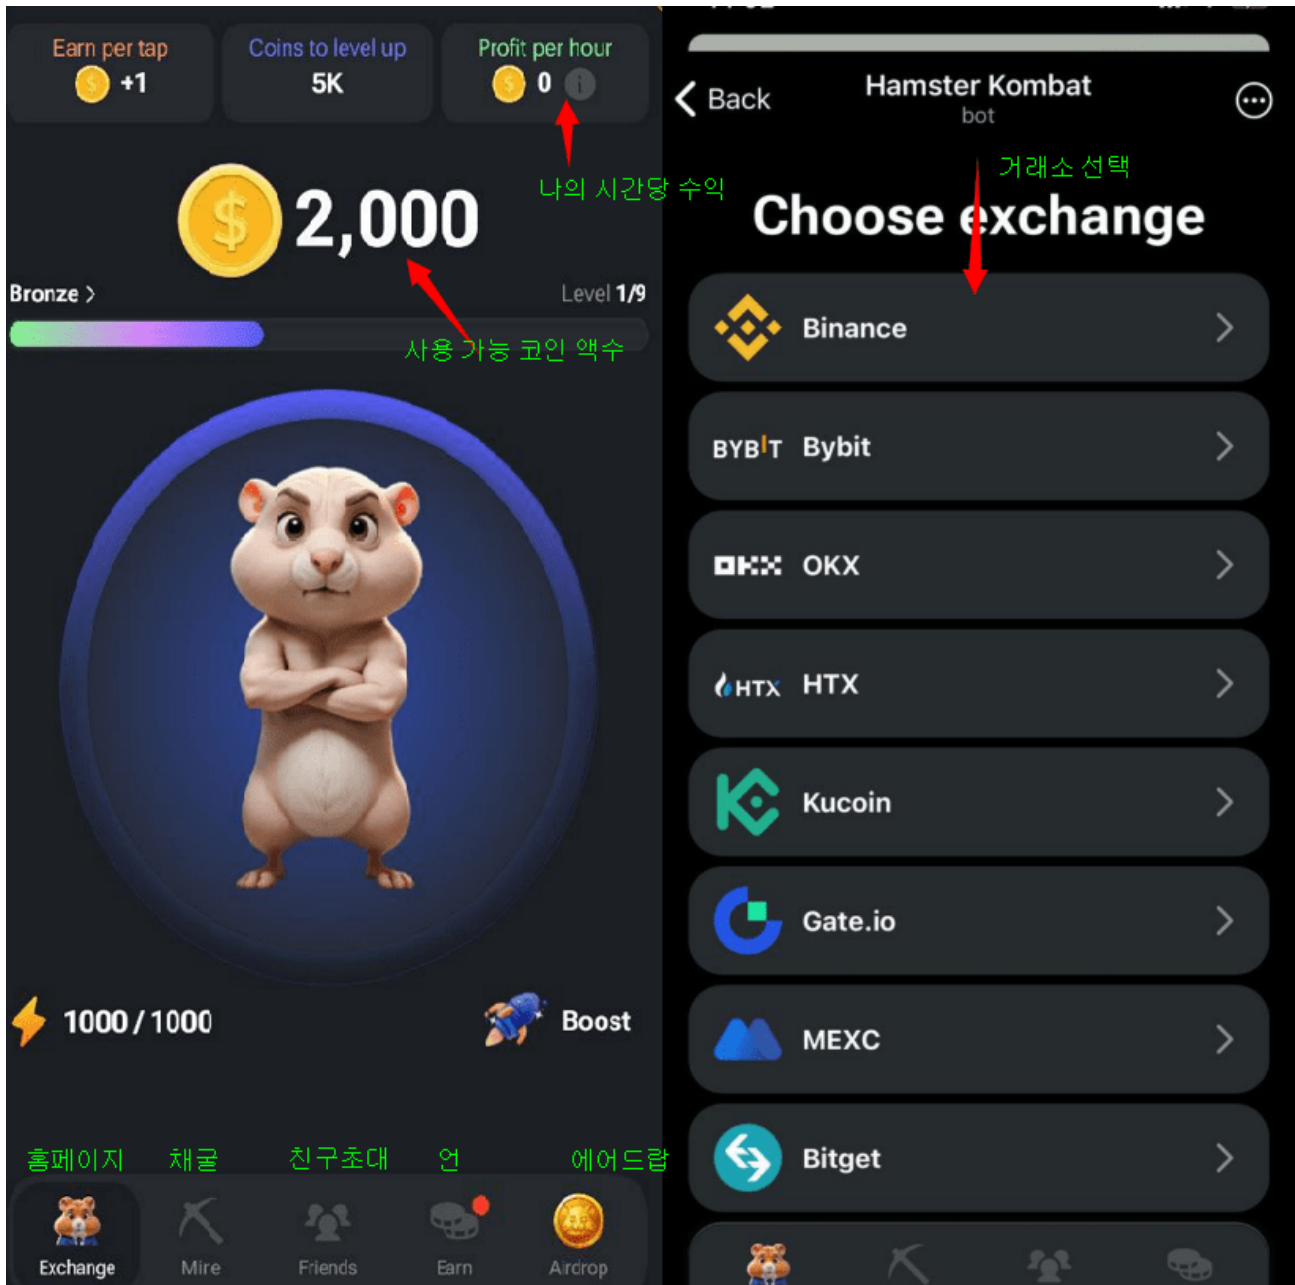 Earn per tap
+1
Coins to level up
5K
Profit per hour
0
나의 시간당 수익
2,000
Bronze >
Level 1/9
사용 가능 코인 액수
1000 / 1000
Boost
홈페이지
채굴
친구초대
언
에어드랍
Exchange
Mire
Friends
Earn
Airdrop
Back
Hamster Kombat
bot
거래소 선택
Choose exchange
Binance
BYBIT Bybit
OKX OKX
HTX HTX
Kucoin
Gate.io
MEXC
Bitget